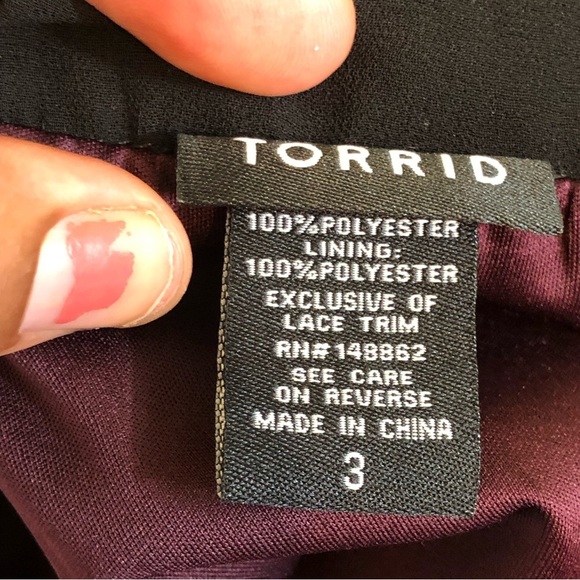 TORRID
100%POLYESTER
LINING:
100%POLYESTER
EXCLUSIVE OF
LACE TRIM
RN#148862
SEE CARE
ON REVERSE
MADE IN CHINA
3